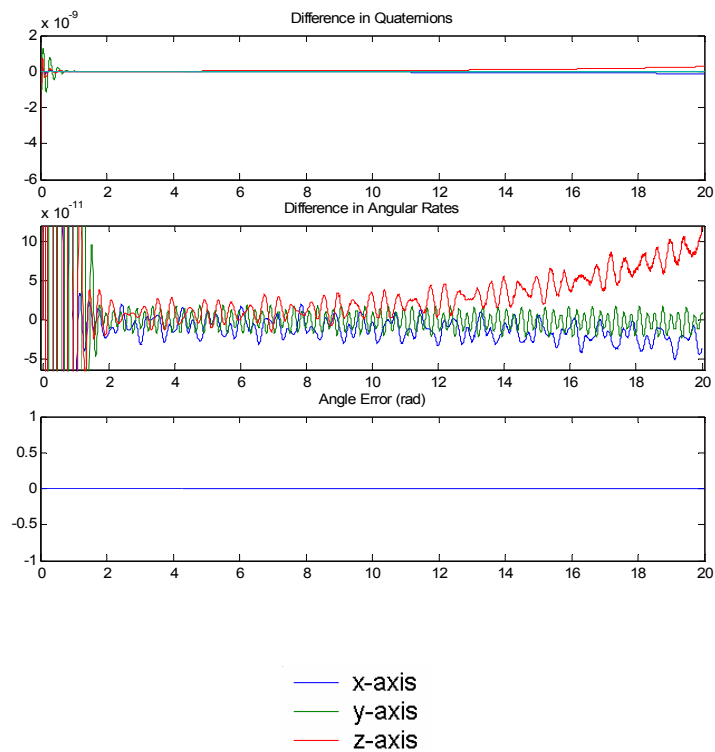 x 10-9
Difference in Quaternions
2
0
-2
-4
-6
0 2 4 6 8 10 12 14 16 18 20
x 10-11
Difference in Angular Rates
10
5
0
-5
0 2 4 6 8 10 12 14 16 18 20
Angle Error (rad)
1
0.5
0
-0.5
-1
0 2 4 6 8 10 12 14 16 18 20
x-axis
y-axis
z-axis